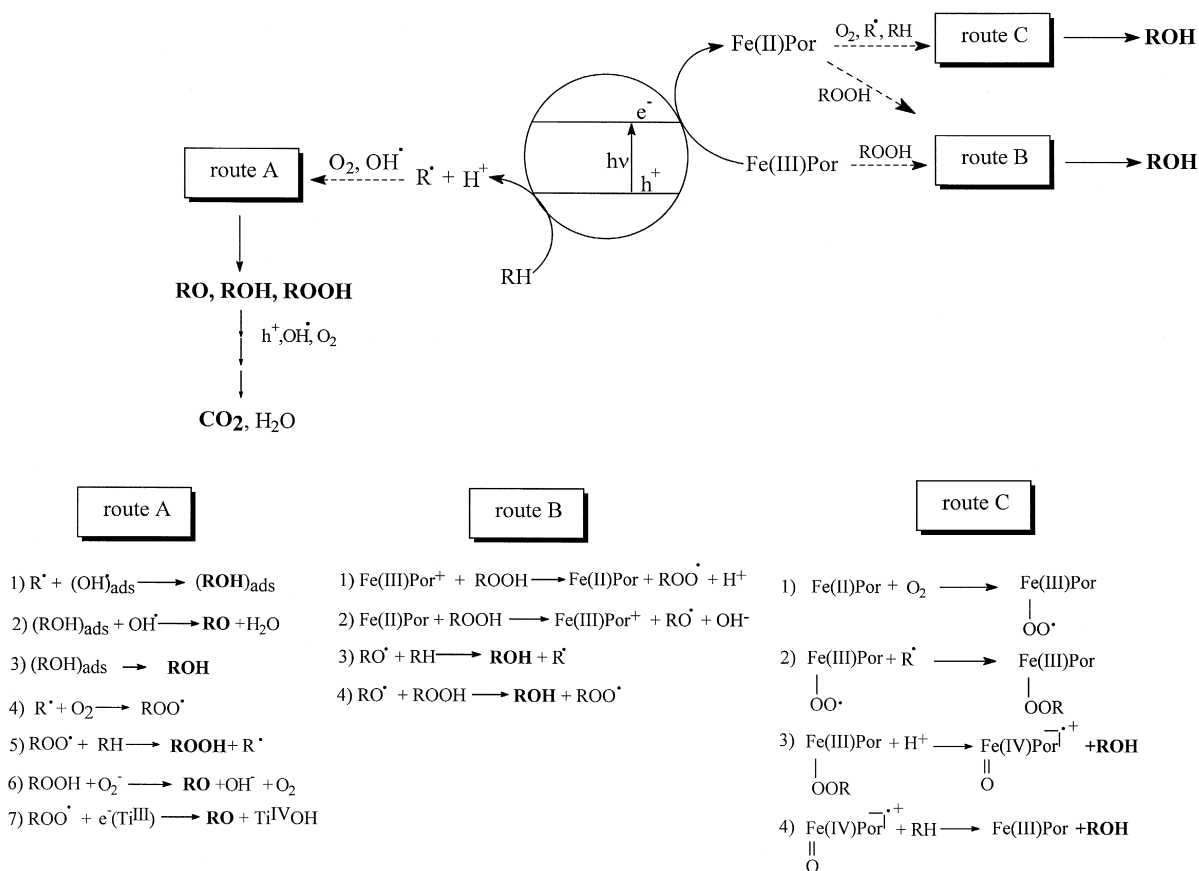 Fe(II)Por O₂, R•, RH route C ROH
ROOH
e⁻
hν
h⁺
Fe(III)Por ROOH route B ROH
route A O₂, OH• R• + H⁺
RH
RO, ROH, ROOH
h⁺,OH•, O₂
CO₂, H₂O
route A
1) R• + (OH•)ads → (ROH)ads
2) (ROH)ads + OH• → RO + H₂O
3) (ROH)ads → ROH
4) R• + O₂ → ROO•
5) ROO• + RH → ROOH + R•
6) ROOH + O₂⁻ → RO + OH⁻ + O₂
7) ROO• + e⁻(Tiᴵᴵᴵ) → RO + TiᴵⱽOH
route B
1) Fe(III)Por⁺ + ROOH → Fe(II)Por + ROO• + H⁺
2) Fe(II)Por + ROOH → Fe(III)Por⁺ + RO• + OH-
3) RO• + RH → ROH + R•
4) RO• + ROOH → ROH + ROO•
route C
1) Fe(II)Por + O₂ → Fe(III)Por
OO•
2) Fe(III)Por + R• → Fe(III)Por
OO• OOR
3) Fe(III)Por + H⁺ → Fe(IV)Por•⁺ +ROH
OOR O
4) Fe(IV)Por•⁺ + RH → Fe(III)Por +ROH
O